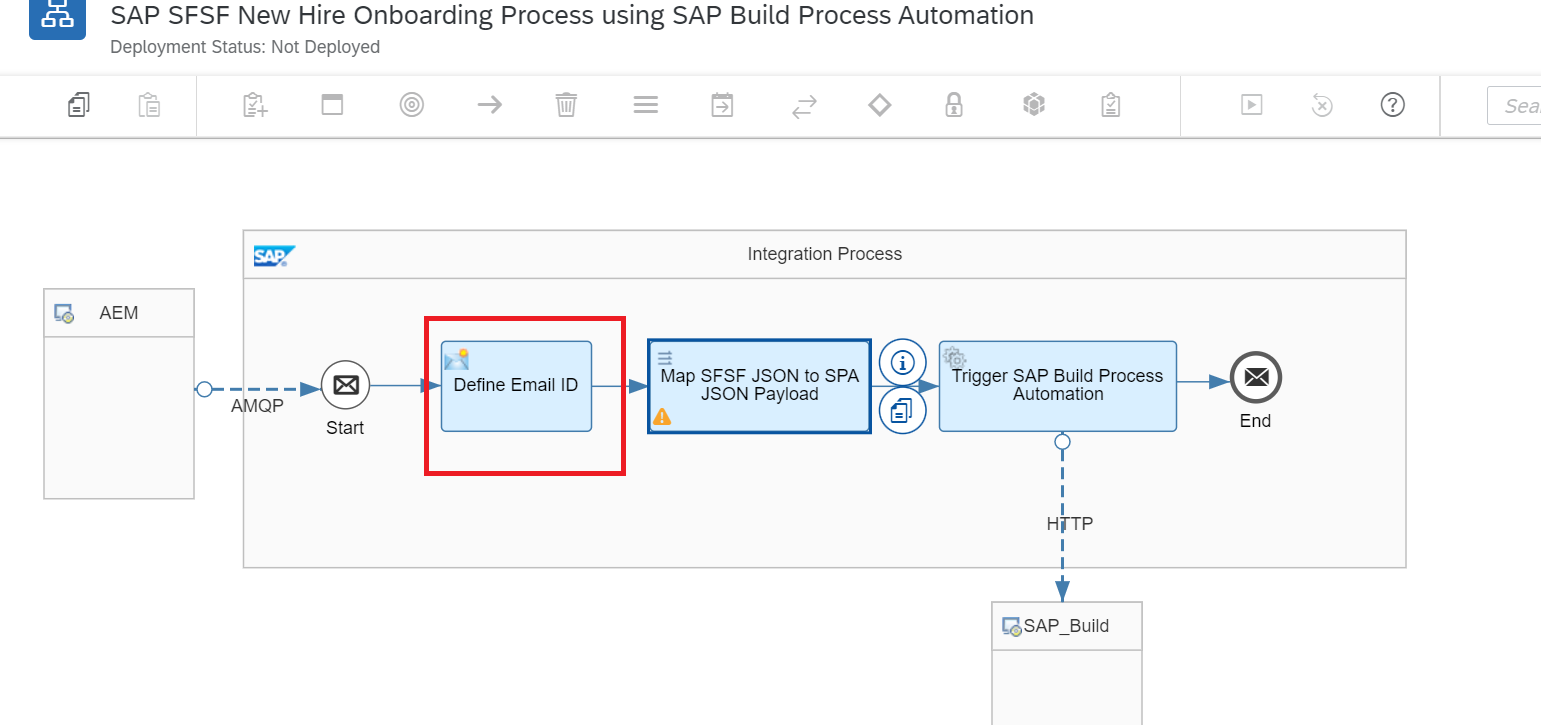 SAP SFSF New Hire Onboarding Process using SAP Build Process Automation
Deployment Status: Not Deployed
Sea
SAP
Integration Process
AEM
AMQP
Start
Define Email ID
Map SFSF JSON to SPA
JSON Payload
Trigger SAP Build Process
Automation
End
HTTP
SAP_Build